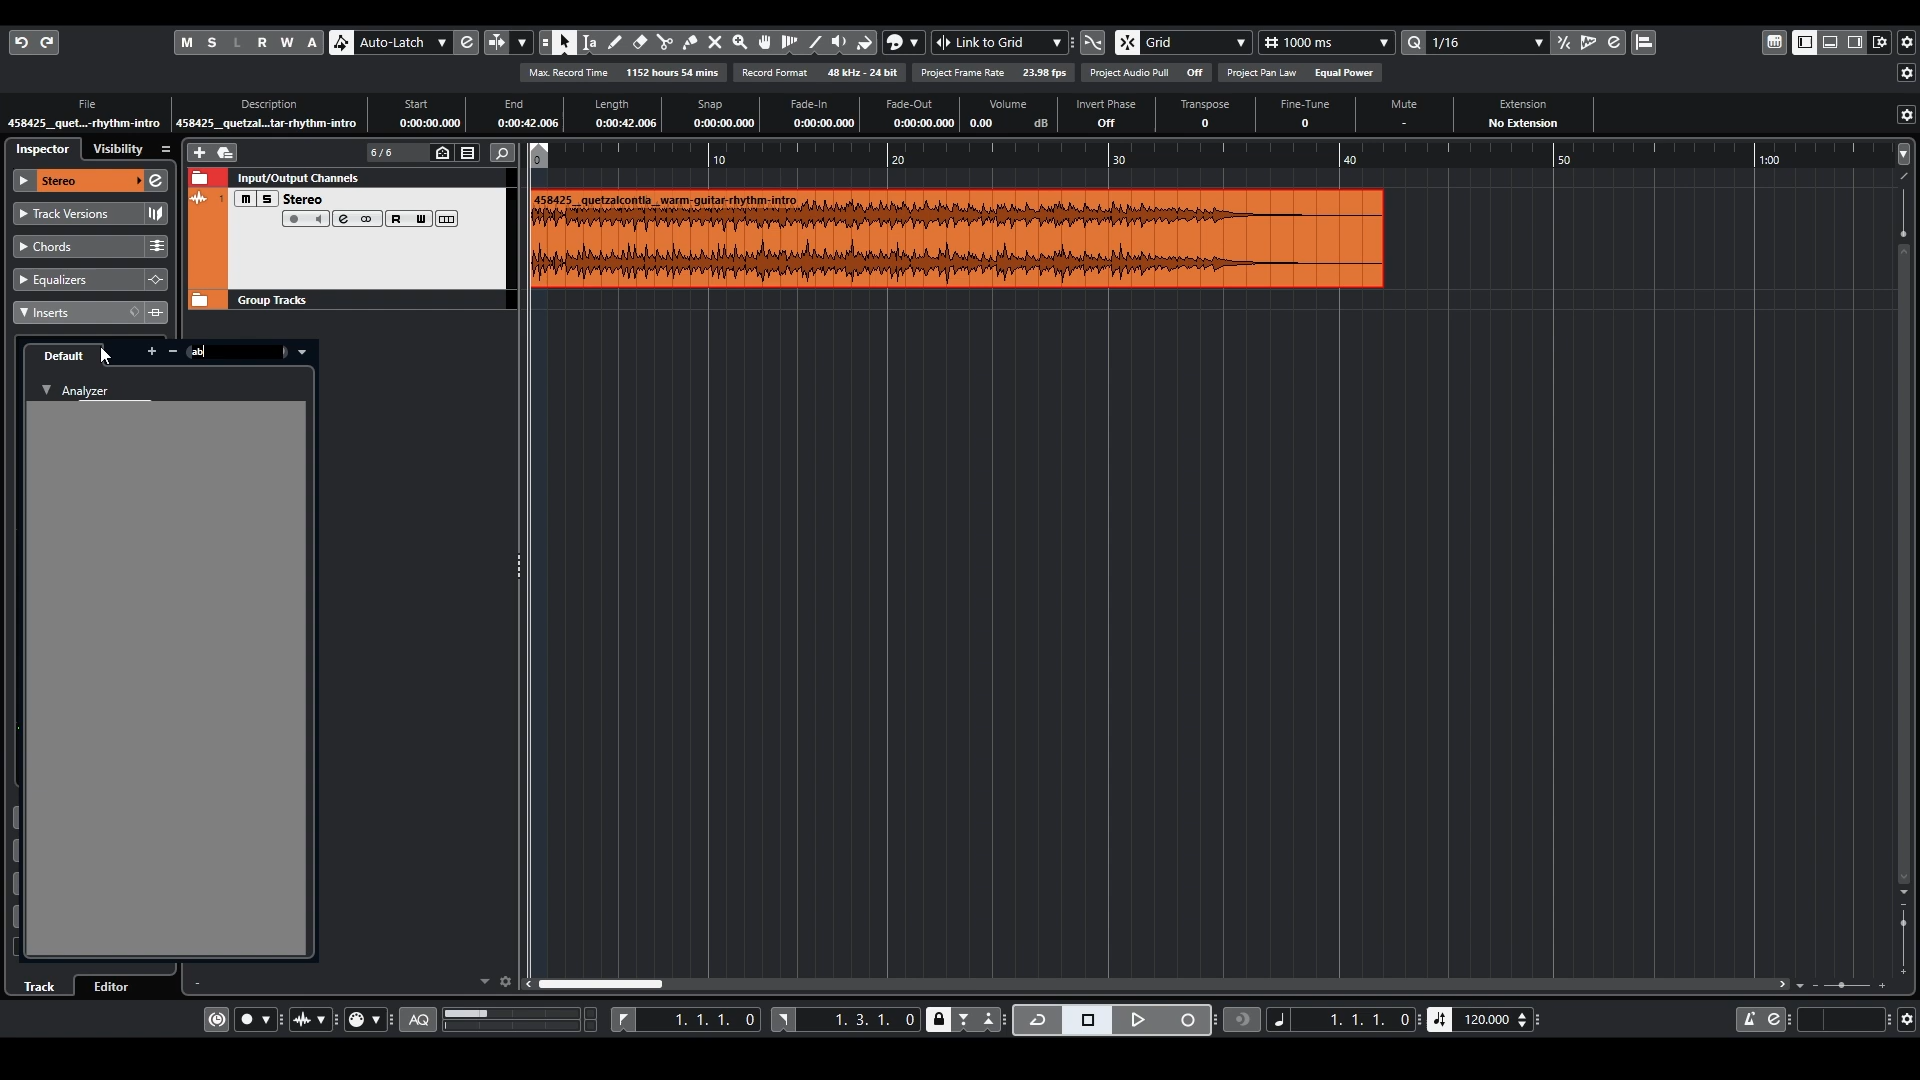 M S L R W A Auto-Latch Link to Grid Grid 1000 ms Q 1/16
Max. Record Time 1152 hours 54 mins Record Format 48 kHz - 24 bit Project Frame Rate 23.98 fps Project Audio Pull Off Project Pan Law Equal Power
File Description Start End Length Snap Fade-In Fade-Out Volume Invert Phase Transpose Fine-Tune Mute Extension
458425__quet...-rhythm-intro 458425__quetzal...tar-rhythm-intro 0:00:00.000 0:00:42.006 0:00:42.006 0:00:00.000 0:00:00.000 0:00:00.000 0.00 dB Off 0 0 - No Extension
Inspector Visibility 6/6
0 10 20 30 40 50 1:00
Stereo e
Input/Output Channels
1 m S Stereo
R W
458425__quetzalcontla__warm-guitar-rhythm-intro
Track Versions
Chords
Equalizers
Inserts
Group Tracks
Default + - ab
Analyzer
Track Editor -
AQ 1. 1. 1. 0 1. 3. 1. 0 1. 1. 1. 0 120.000